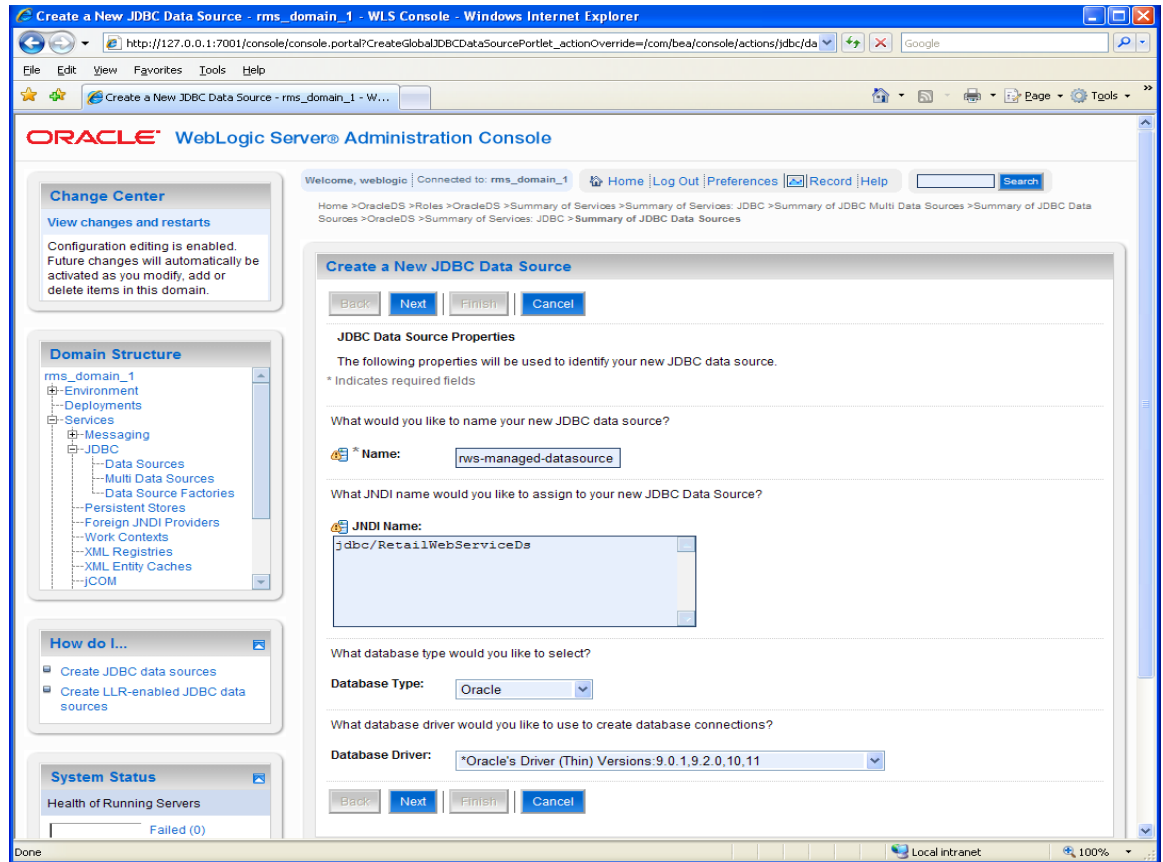 Create a New JDBC Data Source - rms_domain_1 - WLS Console - Windows Internet Explorer
http://127.0.0.1:7001/console/console.portal?CreateGlobalJDBCDataSourcePortlet_actionOverride=/com/bea/console/actions/jdbc/da
Google
File Edit View Favorites Tools Help
Create a New JDBC Data Source - rms_domain_1 - W...
Page Tools »
ORACLE WebLogic Server® Administration Console
Change Center
View changes and restarts
Configuration editing is enabled.
Future changes will automatically be
activated as you modify, add or
delete items in this domain.
Domain Structure
rms_domain_1
Environment
Deployments
Services
Messaging
JDBC
Data Sources
Multi Data Sources
Data Source Factories
Persistent Stores
Foreign JNDI Providers
Work Contexts
XML Registries
XML Entity Caches
jCOM
How do I...
Create JDBC data sources
Create LLR-enabled JDBC data
sources
System Status
Health of Running Servers
Failed (0)
Welcome, weblogic Connected to: rms_domain_1 Home Log Out Preferences Record Help Search
Home >OracleDS >Roles >OracleDS >Summary of Services >Summary of Services: JDBC >Summary of JDBC Multi Data Sources >Summary of JDBC Data
Sources >OracleDS >Summary of Services: JDBC >Summary of JDBC Data Sources
Create a New JDBC Data Source
Back Next Finish Cancel
JDBC Data Source Properties
The following properties will be used to identify your new JDBC data source.
* Indicates required fields
What would you like to name your new JDBC data source?
* Name: rws-managed-datasource
What JNDI name would you like to assign to your new JDBC Data Source?
JNDI Name:
jdbc/RetailWebServiceDs
What database type would you like to select?
Database Type: Oracle
What database driver would you like to use to create database connections?
Database Driver: *Oracle's Driver (Thin) Versions:9.0.1,9.2.0,10,11
Back Next Finish Cancel
Done Local intranet 100%